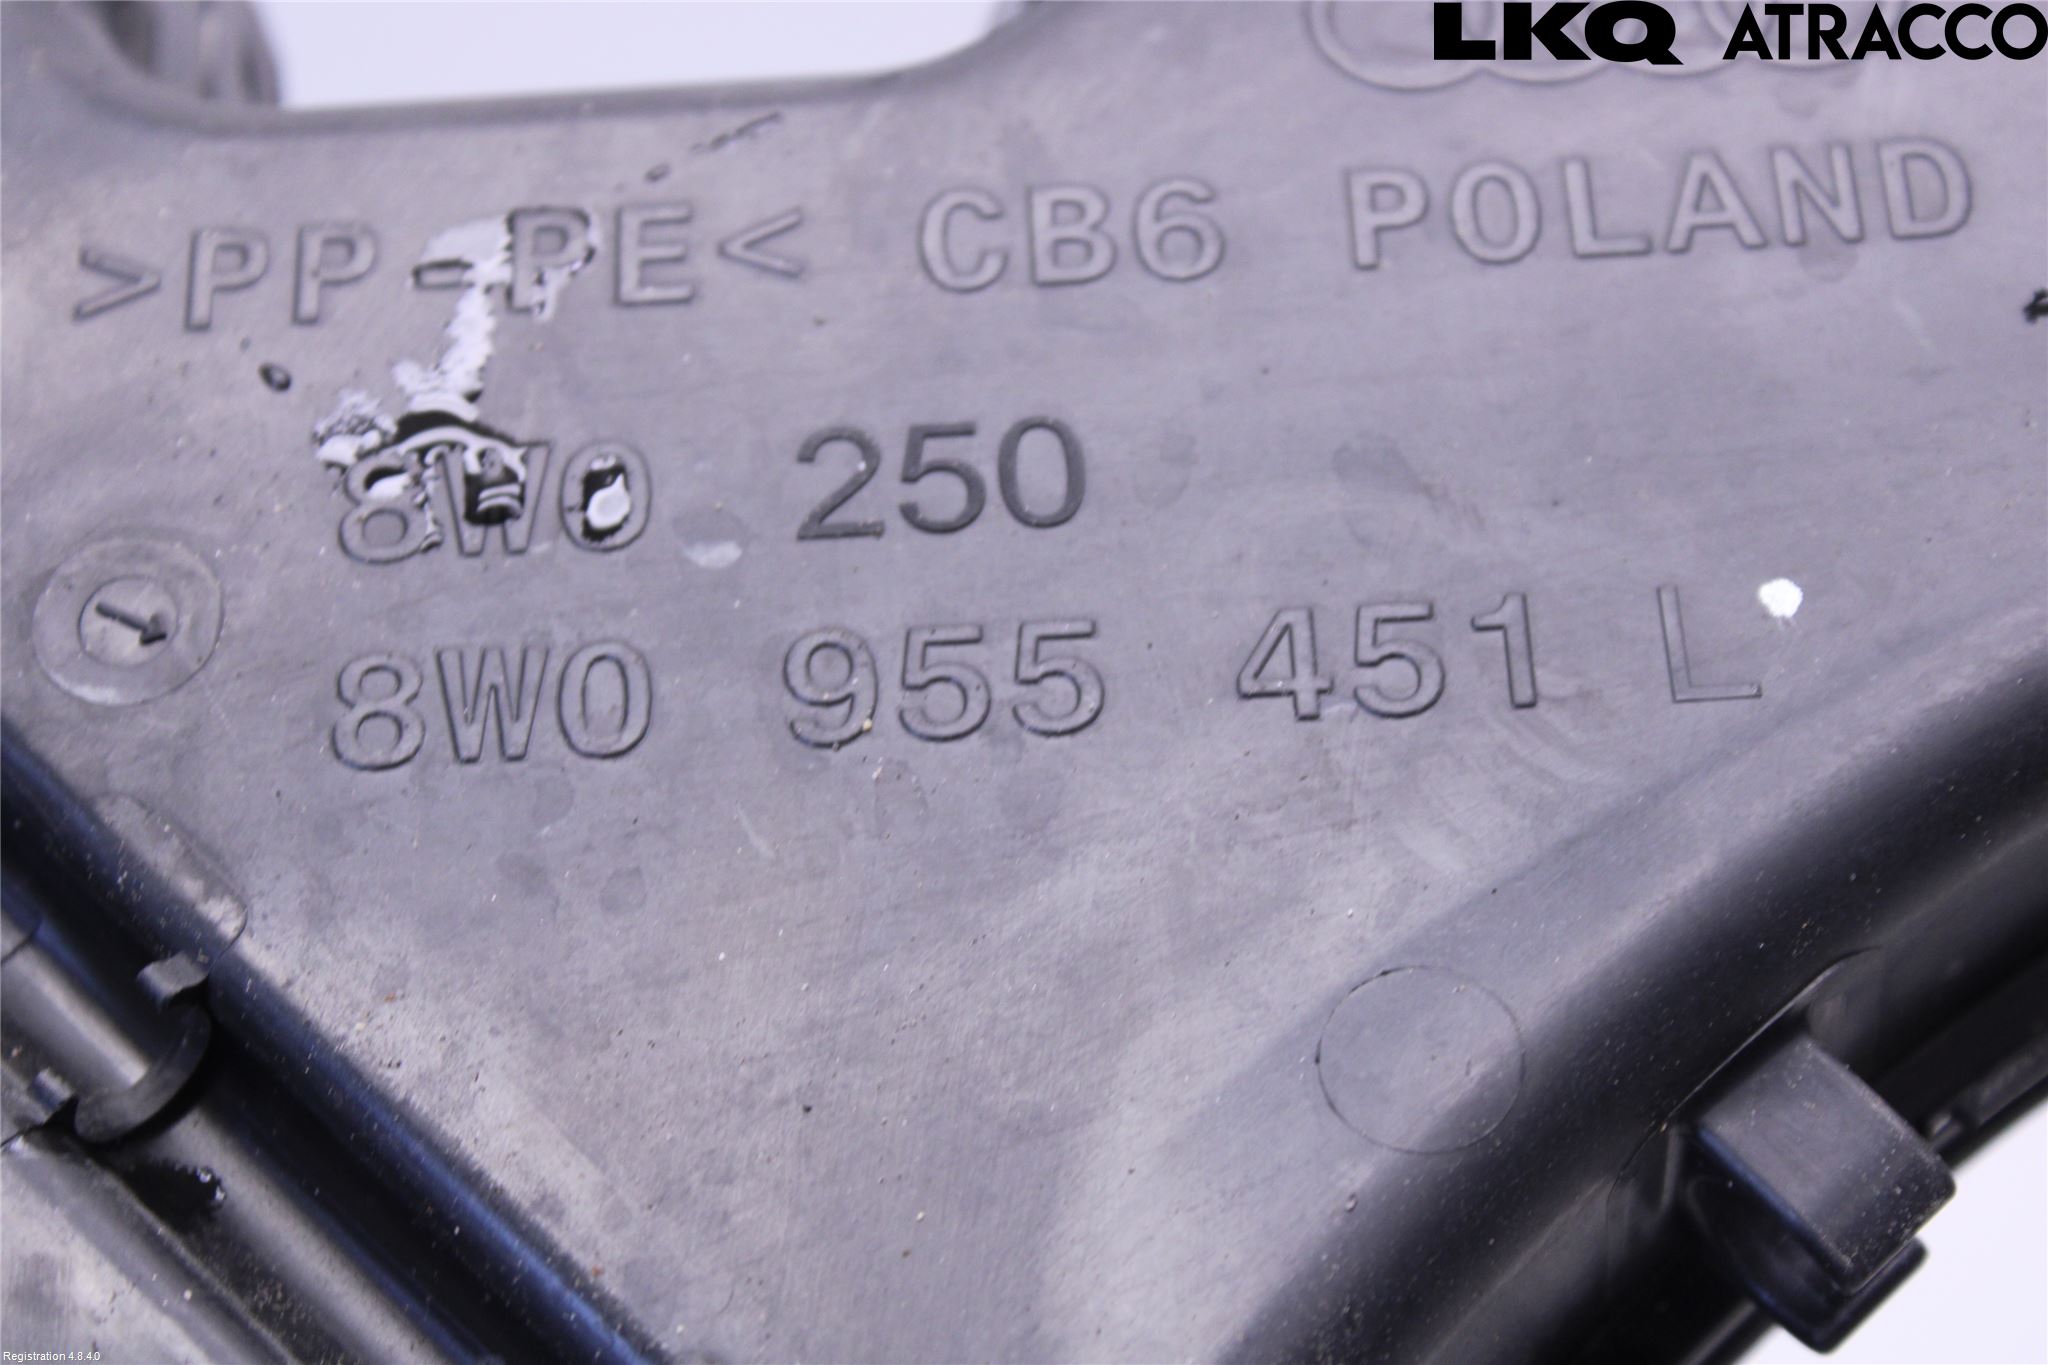 LKQ ATRACCO
>PP-PE< CB6 POLAND
8W0 250
8W0 955 451 L
Registration 4.8.4.0